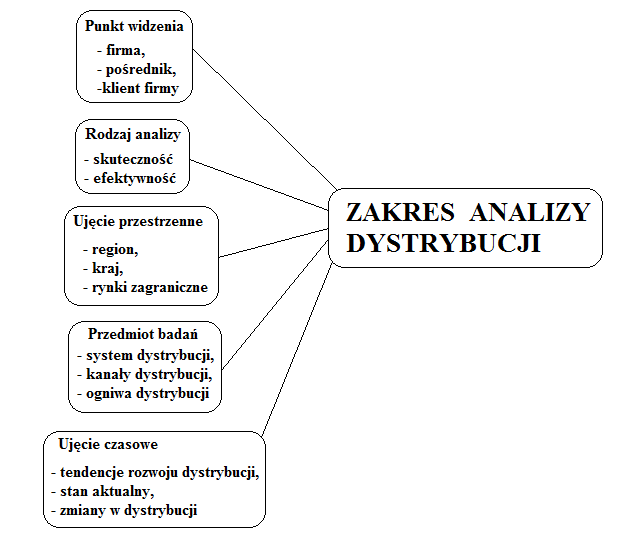 Punkt widzenia
- firma,
- pośrednik,
-klient firmy
Rodzaj analizy
- skuteczność
- efektywność
Ujęcie przestrzenne
- region,
- kraj,
- rynki zagraniczne
Przedmiot badań
- system dystrybucji,
- kanały dystrybucji,
- ogniwa dystrybucji
Ujęcie czasowe
- tendencje rozwoju dystrybucji,
- stan aktualny,
- zmiany w dystrybucji
ZAKRES ANALIZY
DYSTRYBUCJI